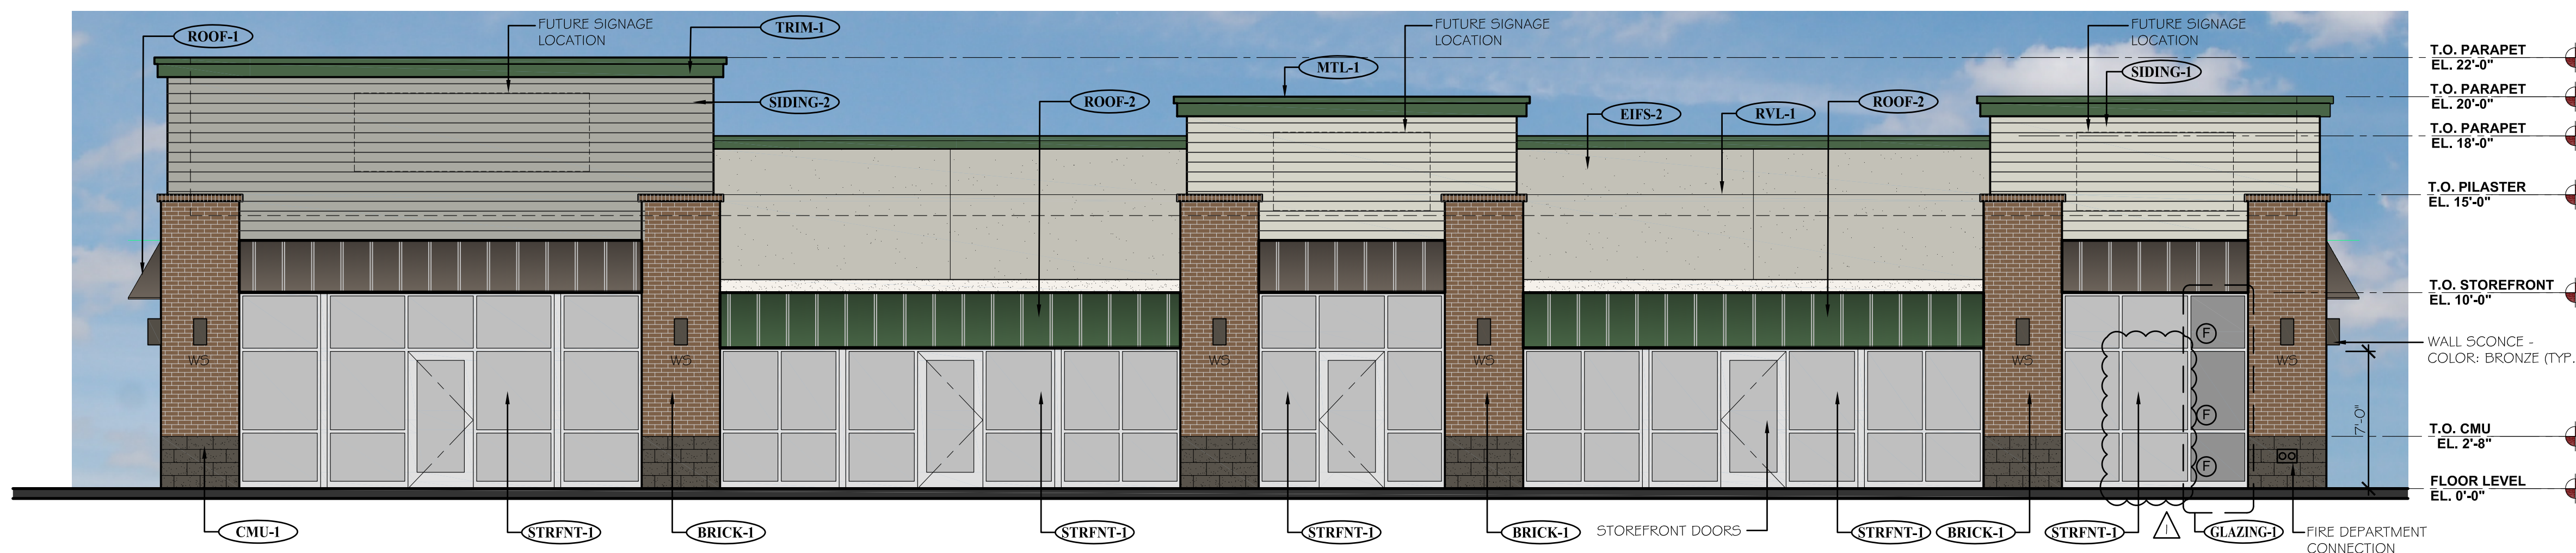 ROOF-1
FUTURE SIGNAGE
LOCATION
TRIM-1
FUTURE SIGNAGE
LOCATION
FUTURE SIGNAGE
LOCATION
T.O. PARAPET
EL. 22'-0"
MTL-1
SIDING-1
SIDING-2
ROOF-2
EIFS-2
RVL-1
ROOF-2
T.O. PARAPET
EL. 20'-0"
T.O. PARAPET
EL. 18'-0"
T.O. PILASTER
EL. 15'-0"
T.O. STOREFRONT
EL. 10'-0"
WS
WS
WS
WS
WS
F
F
F
WALL SCONCE -
COLOR: BRONZE (TYP.
7'-0"
T.O. CMU
EL. 2'-8"
FLOOR LEVEL
EL. 0'-0"
CMU-1
STRFNT-1
BRICK-1
STRFNT-1
STRFNT-1
BRICK-1
STOREFRONT DOORS
STRFNT-1
BRICK-1
STRFNT-1
1
GLAZING-1
FIRE DEPARTMENT
CONNECTION